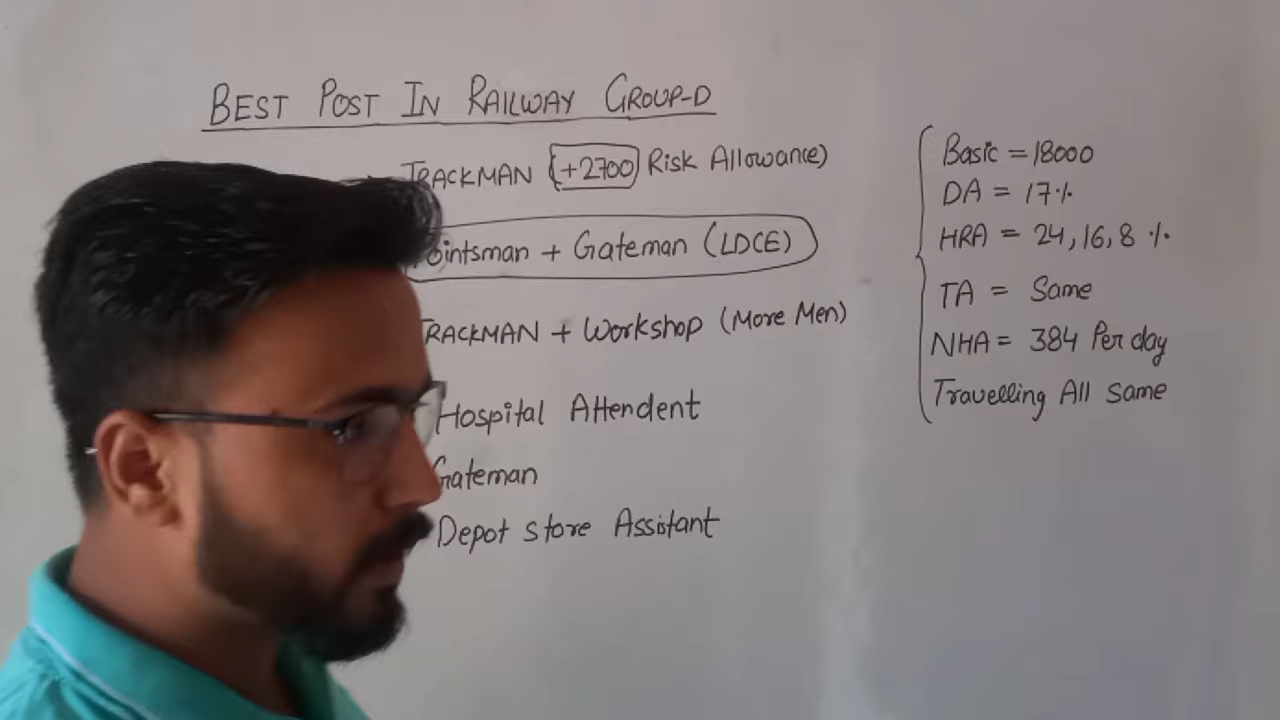 BEST POST IN RAILWAY GROUP-D
TRACKMAN (+2700 Risk Allowance)
Pointsman + Gateman (LDCE)
TRACKMAN + Workshop (More Men)
Hospital Attendent
Gateman
Depot Store Assistant
Basic = 18000
DA = 17%
HRA = 24, 16, 8 %
TA = Same
NHA = 384 Per day
Travelling All same